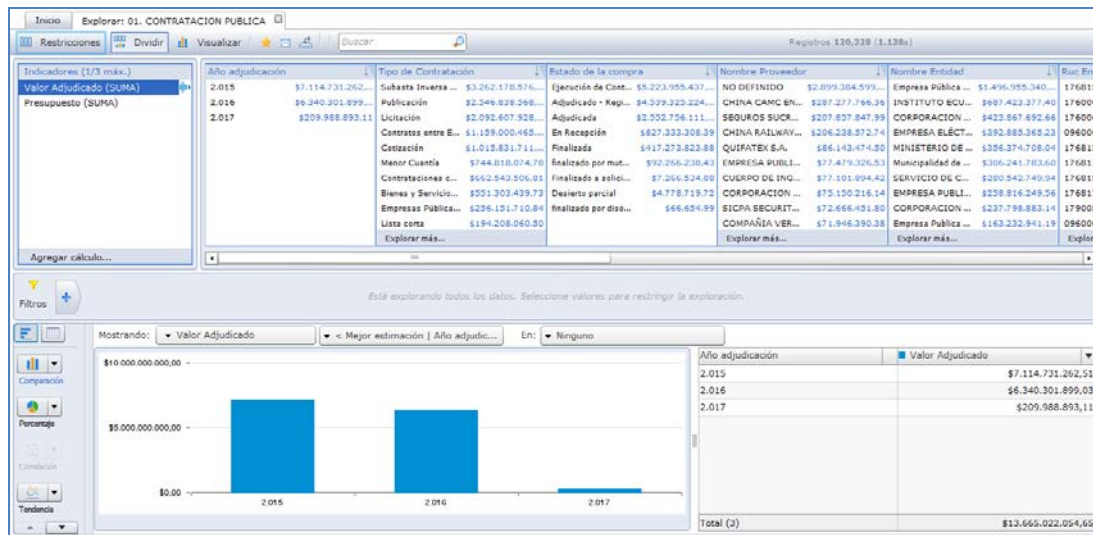 Inicio Explorar: 01. CONTRATACION PUBLICA
Restricciones Dividir Visualizar Buscar Registros 120,328 (1.138s)
Indicadores (1/3 máx.) Año adjudicación Tipo de Contratación Estado de la compra Nombre Proveedor Nombre Entidad Ruc En
Valor Adjudicado (SUMA) 2.015 $7.114.731.262,... Subasta Inversa ... $3.262.178.576,... Ejecución de Cont... $5.223.955.437,... NO DEFINIDO $2.899.384.599,... Empresa Pública ... $1.496.955.340,... 17681
Presupuesto (SUMA) 2.016 $6.340.301.899,... Publicación $2.546.838.568,... Adjudicado - Regi... $4.539.325.224,... CHINA CAMC EN... $287.277.766.36 INSTITUTO ECU... $687.423.377.40 17600
2.017 $209.988.893.11 Licitación $2.092.607.928,... Adjudicada $2.552.756.111,... SEGUROS SUCR... $207.857.847.99 CORPORACION ... $423.867.692.66 17600
Contratos entre E... $1.159.000.465,... En Recepción $827.333.308.39 CHINA RAILWAY... $206.238.572.74 EMPRESA ELÉCT... $392.885.365.23 09600
Cotización $1.015.831.711,... Finalizada $417.273.823.88 QUIFATEX S.A. $86.143.474.50 MINISTERIO DE ... $356.374.708.04 17681
Menor Cuantía $744.818.074.78 finalizado por mut... $92.266.238.43 EMPRESA PUBLI... $77.479.326.53 Municipalidad de ... $306.241.783.60 17681
Contrataciones c... $662.543.506.81 Finalizado a solici... $7.266.534.88 CUERPO DE ING... $77.101.094.42 SERVICIO DE C... $280.542.749.94 17681
Bienes y Servicio... $551.303.439.73 Desierto parcial $4.778.719.72 CORPORACION ... $75.150.216.14 EMPRESA PUBLI... $258.816.249.56 17681
Empresas Pública... $256.151.710.84 finalizado por diso... $66.654.99 SICPA SECURIT... $72.666.451.80 CORPORACION ... $237.798.883.14 17900
Lista corta $194.208.060.50 COMPAÑIA VER... $71.946.390.38 Empresa Publica ... $163.232.941.19 09600
Explorar más... Explorar más... Explorar más... Explor
Agregar cálculo...
Filtros Está explorando todos los datos. Seleccione valores para restringir la exploración.
Mostrando: Valor Adjudicado < Mejor estimación | Año adjudic... En: Ninguno
Comparación
Porcentaje
Correlación
Tendencia
$10.000.000.000,00
$5.000.000.000,00
$0,00
2.015 2.016 2.017
Año adjudicación Valor Adjudicado
2.015 $7.114.731.262,51
2.016 $6.340.301.899,03
2.017 $209.988.893,11
Total (3) $13.665.022.054,65